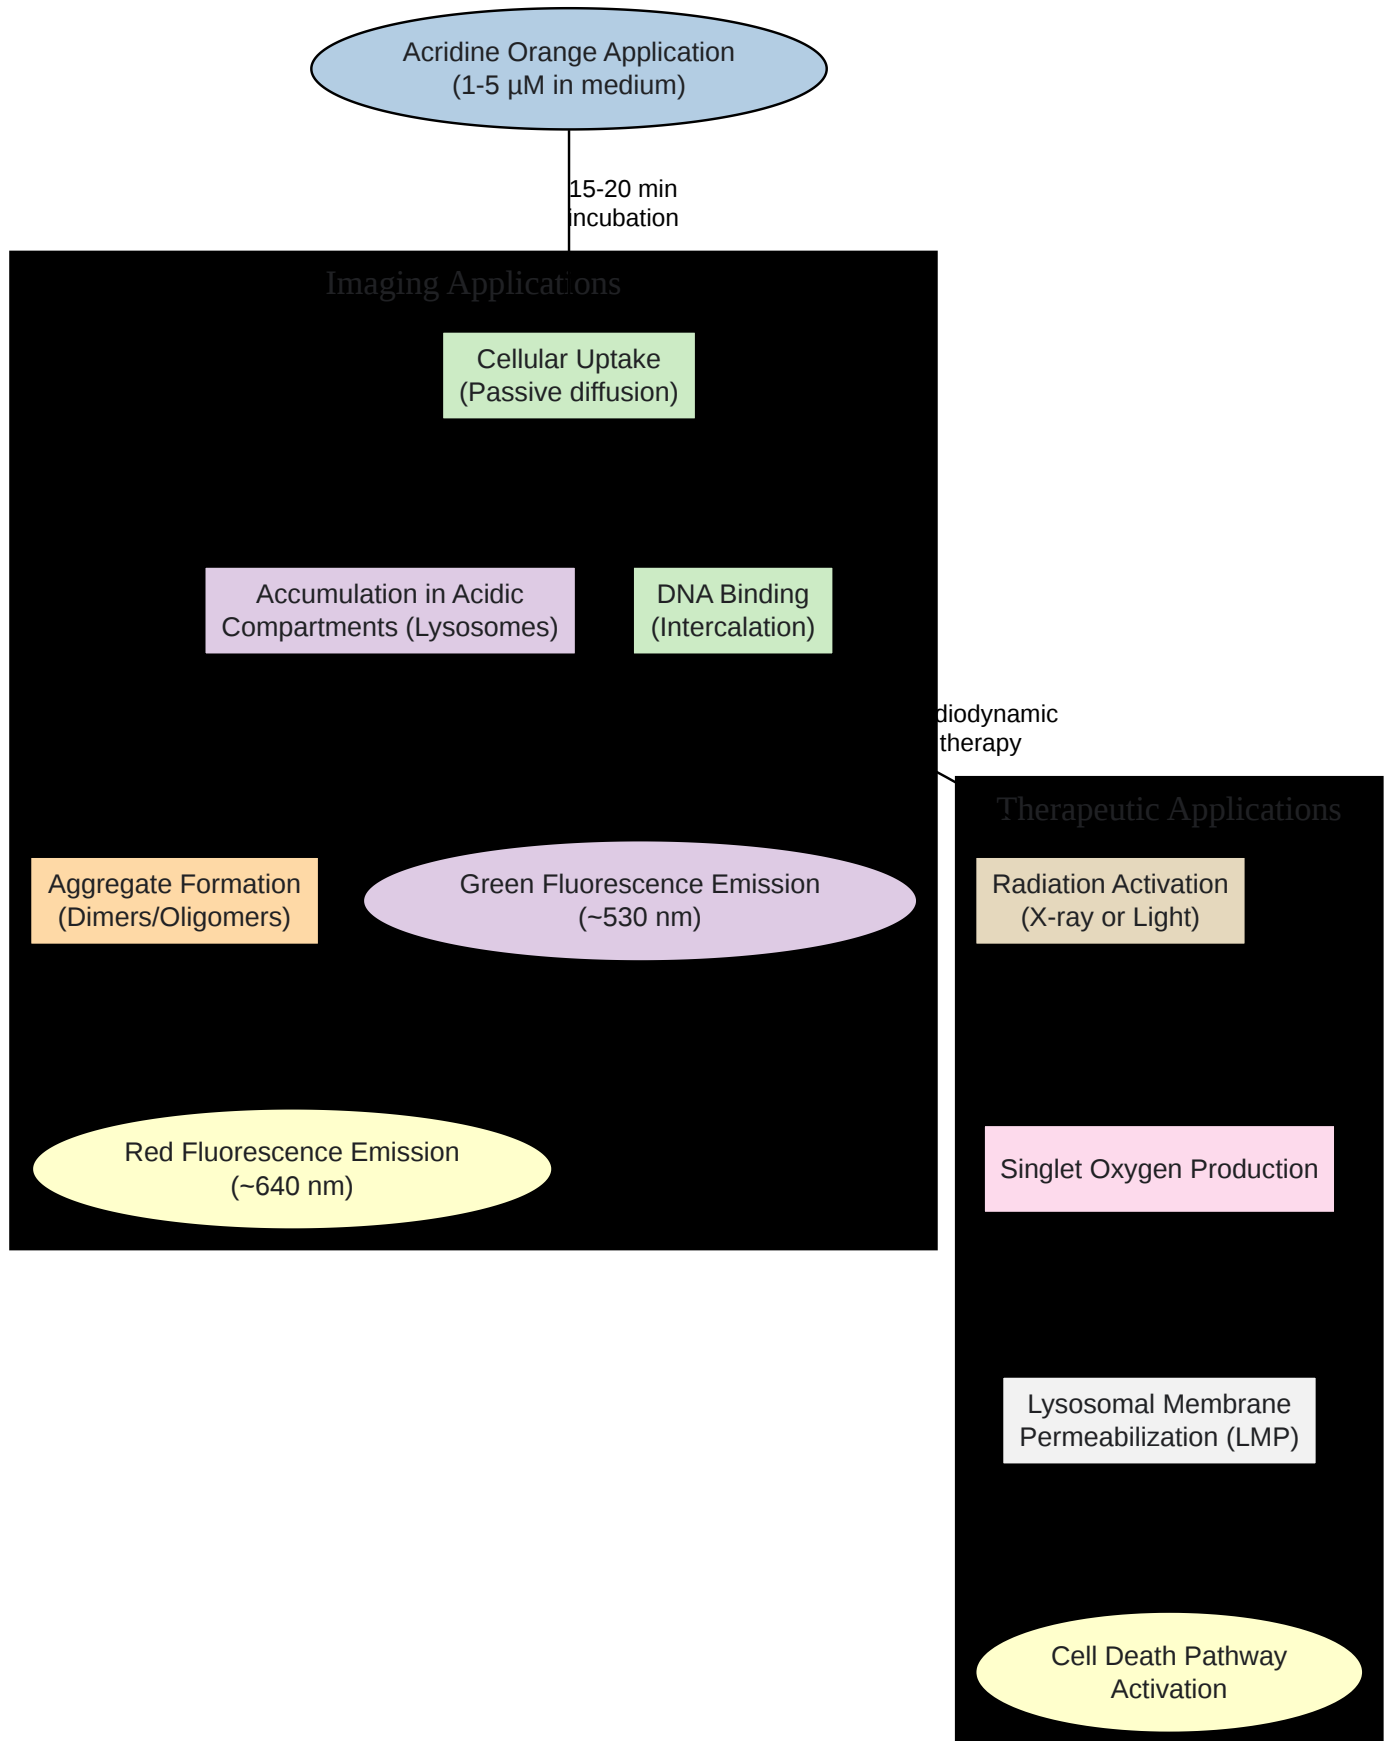 Acridine Orange Application
(1-5 µM in medium)
15-20 min
incubation
Imaging Applications
Cellular Uptake
(Passive diffusion)
Accumulation in Acidic
Compartments (Lysosomes)
DNA Binding
(Intercalation)
diodynamic
therapy
Therapeutic Applications
Aggregate Formation
(Dimers/Oligomers)
Green Fluorescence Emission
(~530 nm)
Radiation Activation
(X-ray or Light)
Red Fluorescence Emission
(~640 nm)
Singlet Oxygen Production
Lysosomal Membrane
Permeabilization (LMP)
Cell Death Pathway
Activation